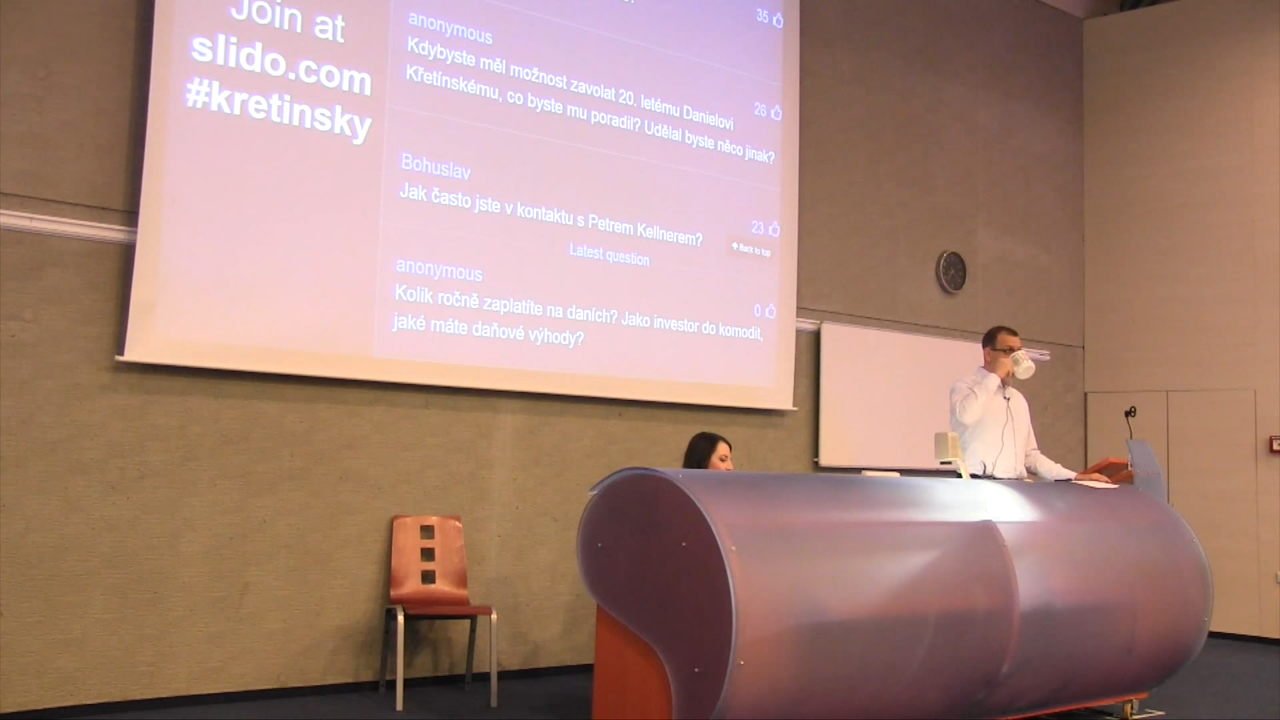 Join at
slido.com
#kretinsky
35
anonymous
Kdybyste měl možnost zavolat 20. letému Danielovi
Křetínskému, co byste mu poradil? Udělal byste něco jinak?
26
Bohuslav
Jak často jste v kontaktu s Petrem Kellnerem?
23
Back to top
Latest question
anonymous
Kolik ročně zaplatíte na daních? Jako investor do komodit,
jaké máte daňové výhody?
0